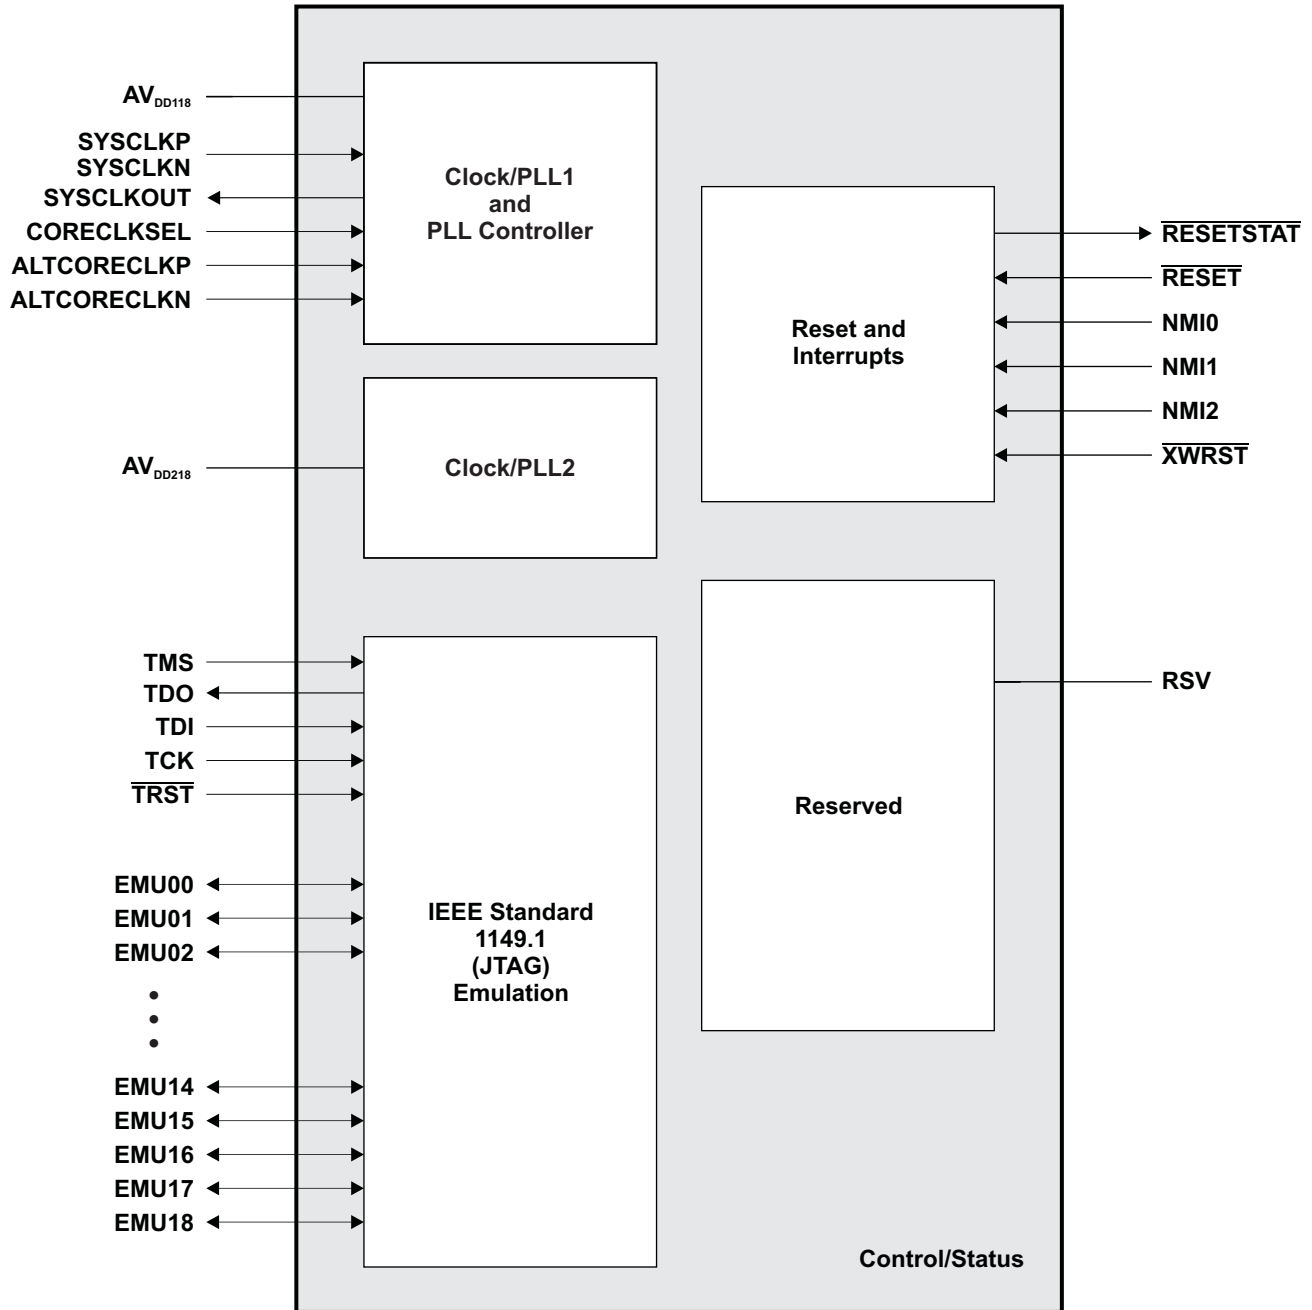 AVDD118
SYSCLKP
SYSCLKN
SYSCLKOUT
CORECLKSEL
ALTCORECLKP
ALTCORECLKN
Clock/PLL1
and
PLL Controller
AVDD218
Clock/PLL2
TMS
TDO
TDI
TCK
TRST
EMU00
EMU01
EMU02
EMU14
EMU15
EMU16
EMU17
EMU18
IEEE Standard
1149.1
(JTAG)
Emulation
Reset and
Interrupts
RESETSTAT
RESET
NMI0
NMI1
NMI2
XWRST
Reserved
RSV
Control/Status